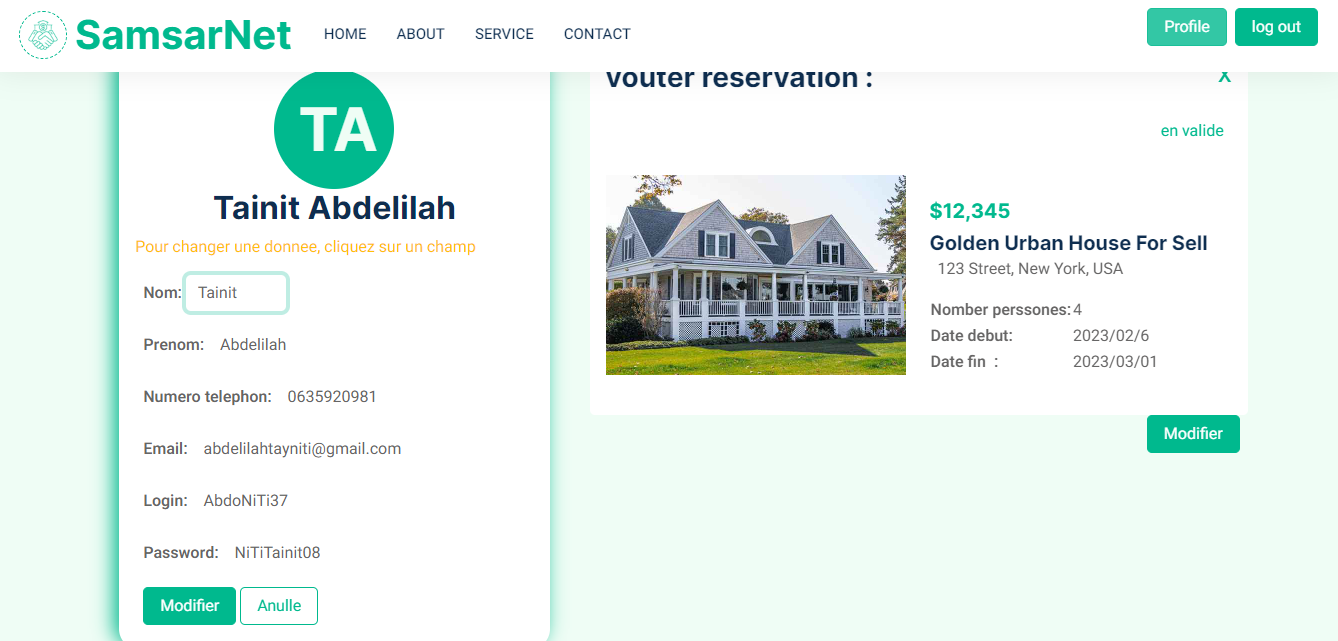 SamsarNet HOME ABOUT SERVICE CONTACT Profile log out
TA
Tainit Abdelilah
Pour changer une donnee, cliquez sur un champ
Nom: Tainit
Prenom: Abdelilah
Numero telephon: 0635920981
Email: abdelilahtayniti@gmail.com
Login: AbdoNiTi37
Password: NiTiTainit08
Modifier Anulle
vouter reservation : X
en valide
$12,345
Golden Urban House For Sell
123 Street, New York, USA
Nomber perssones: 4
Date debut: 2023/02/6
Date fin : 2023/03/01
Modifier